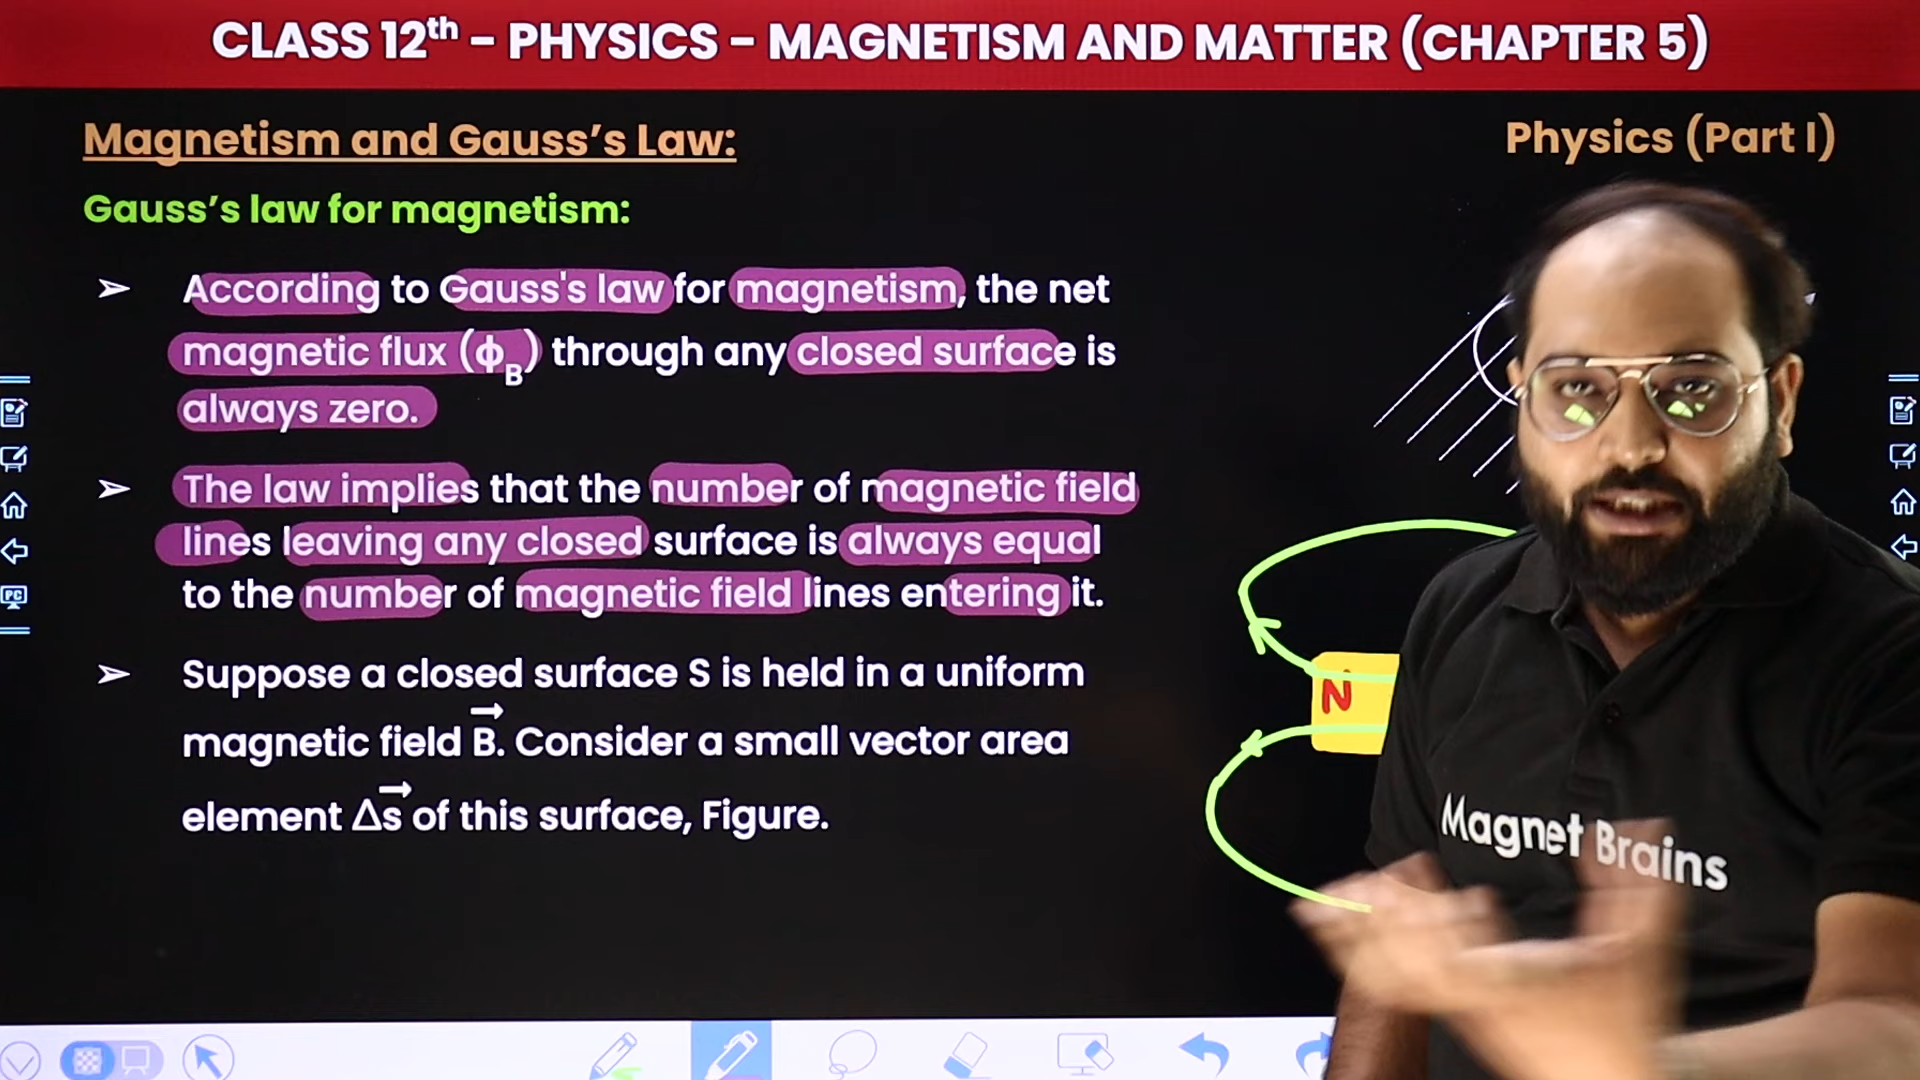 CLASS 12th – PHYSICS – MAGNETISM AND MATTER (CHAPTER 5)
Magnetism and Gauss’s Law:
Physics (Part I)
Gauss’s law for magnetism:
➢ According to Gauss's law for magnetism, the net
magnetic flux (ϕB) through any closed surface is
always zero.
➢ The law implies that the number of magnetic field
lines leaving any closed surface is always equal
to the number of magnetic field lines entering it.
➢ Suppose a closed surface S is held in a uniform
magnetic field B⃗. Consider a small vector area
element Δs⃗ of this surface, Figure.
N
Magnet Brains
PC